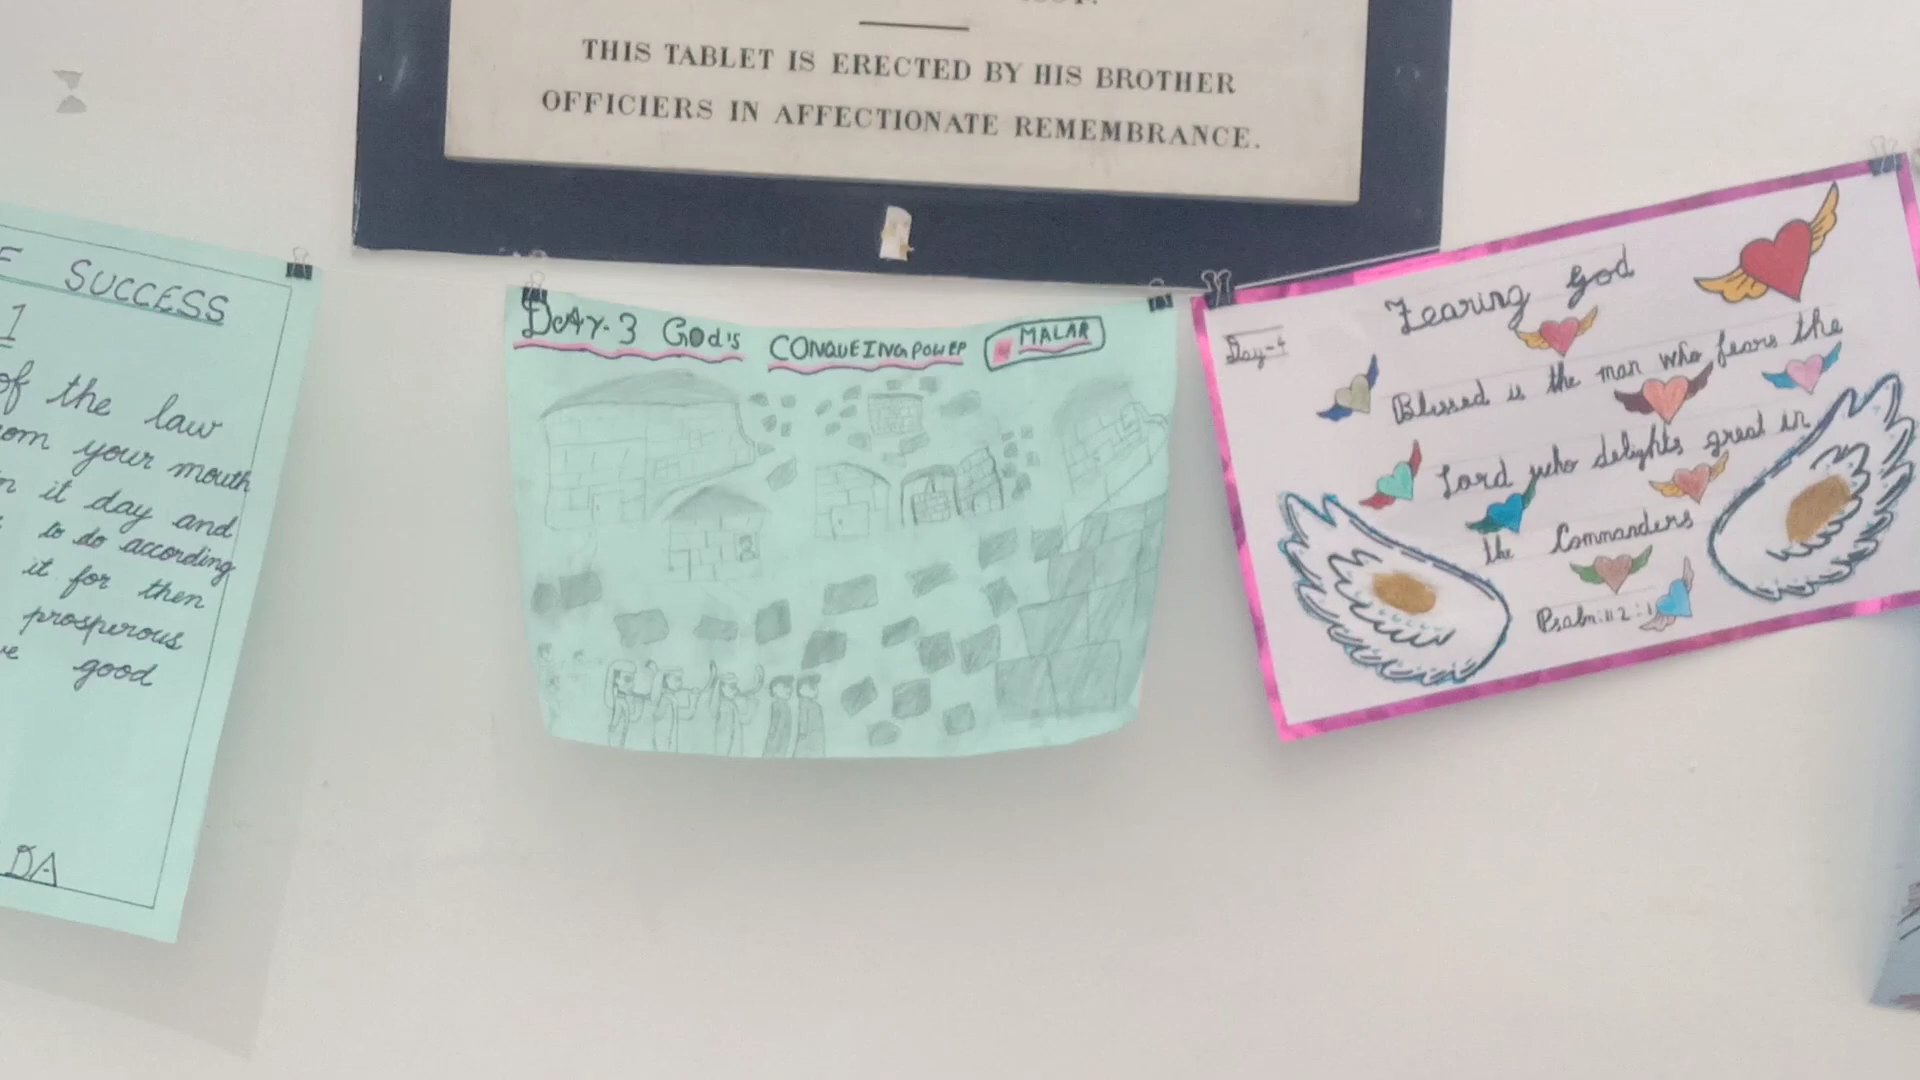 THIS TABLET IS ERECTED BY HIS BROTHER
OFFICIERS IN AFFECTIONATE REMEMBRANCE.
SUCCESS
1
of the law
your mouth
it day and
to do according
it for then
prosperous
good
DA
DAY-3 GOD'S CONQUEING POWER MALAR
Fearing God
Day-4
Blessed is the man who fears the
Lord who delights great in
the Commanders
Psalm:112:1